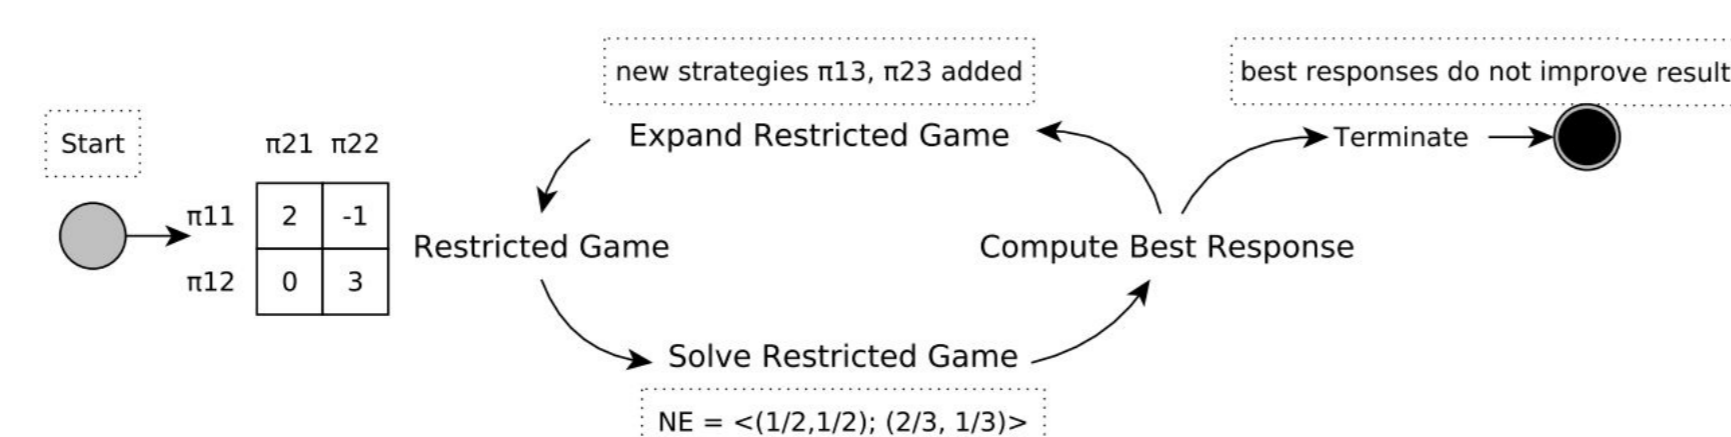 new strategies π13, π23 added
best responses do not improve result
Start
π21 π22
Expand Restricted Game
Terminate
π11 2 -1
Restricted Game
Compute Best Response
π12 0 3
Solve Restricted Game
NE = <(1/2,1/2); (2/3, 1/3)>